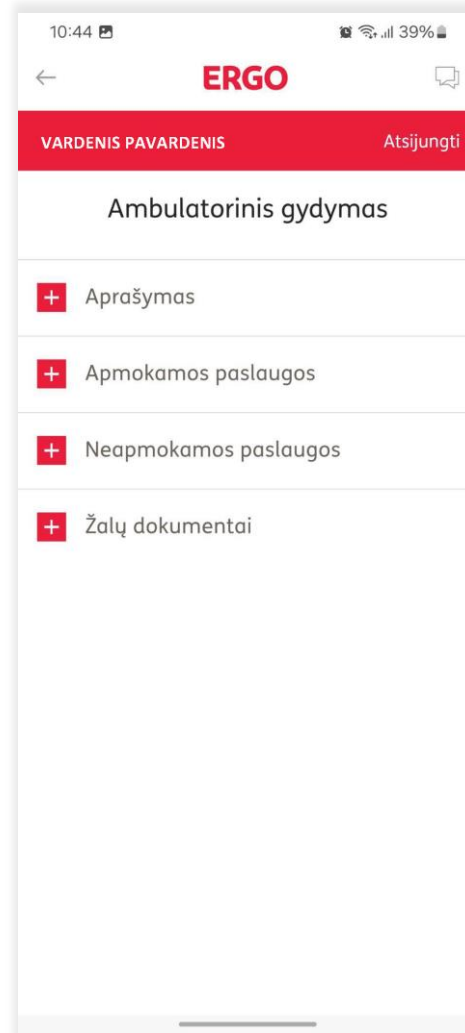 10:44 39%
ERGO
VARDENIS PAVARDENIS Atsijungti
Ambulatorinis gydymas
Aprašymas
Apmokamos paslaugos
Neapmokamos paslaugos
Žalų dokumentai